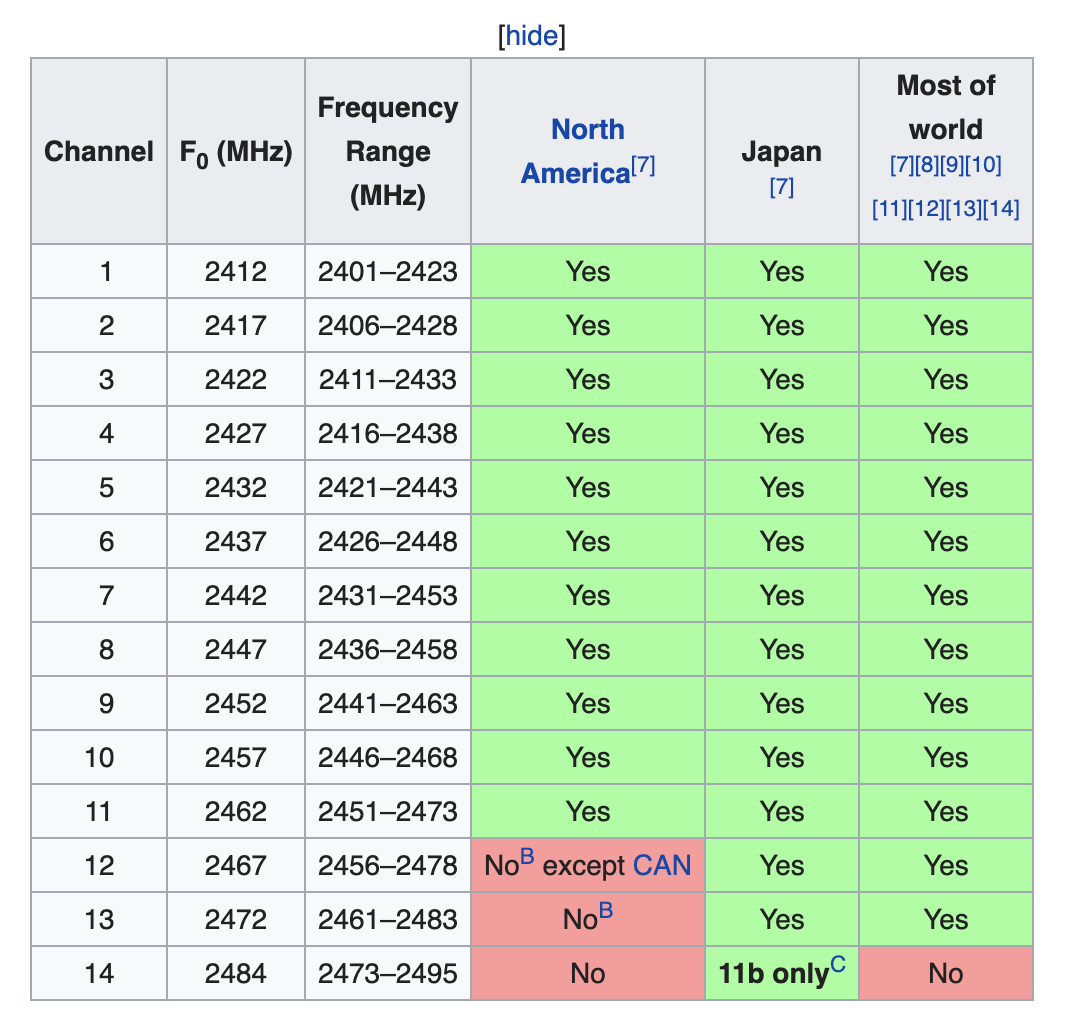 [hide]
Channel F0 (MHz) Frequency Range (MHz) North America[7] Japan [7] Most of world [7][8][9][10] [11][12][13][14]
1 2412 2401–2423 Yes Yes Yes
2 2417 2406–2428 Yes Yes Yes
3 2422 2411–2433 Yes Yes Yes
4 2427 2416–2438 Yes Yes Yes
5 2432 2421–2443 Yes Yes Yes
6 2437 2426–2448 Yes Yes Yes
7 2442 2431–2453 Yes Yes Yes
8 2447 2436–2458 Yes Yes Yes
9 2452 2441–2463 Yes Yes Yes
10 2457 2446–2468 Yes Yes Yes
11 2462 2451–2473 Yes Yes Yes
12 2467 2456–2478 NoB except CAN Yes Yes
13 2472 2461–2483 NoB Yes Yes
14 2484 2473–2495 No 11b onlyC No